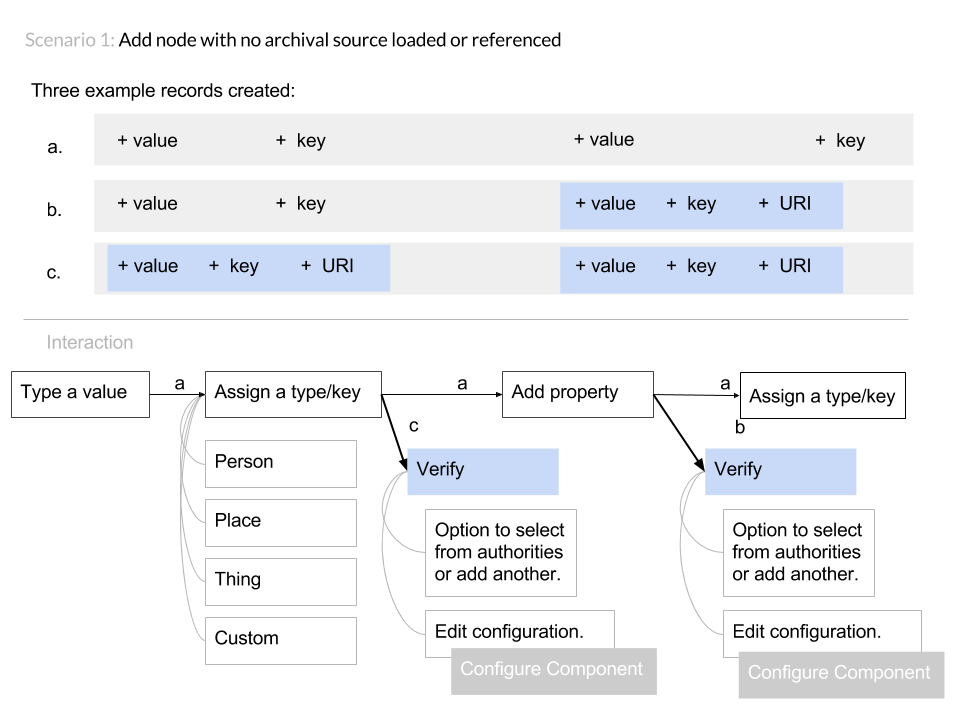 Scenario 1: Add node with no archival source loaded or referenced
Three example records created:
a. + value + key + value + key
b. + value + key + value + key + URI
c. + value + key + URI + value + key + URI
Interaction
Type a value a Assign a type/key a Add property a Assign a type/key
c b
Person Verify Verify
Place
Option to select
from authorities
or add another.
Option to select
from authorities
or add another.
Thing
Custom Edit configuration. Edit configuration.
Configure Component Configure Component